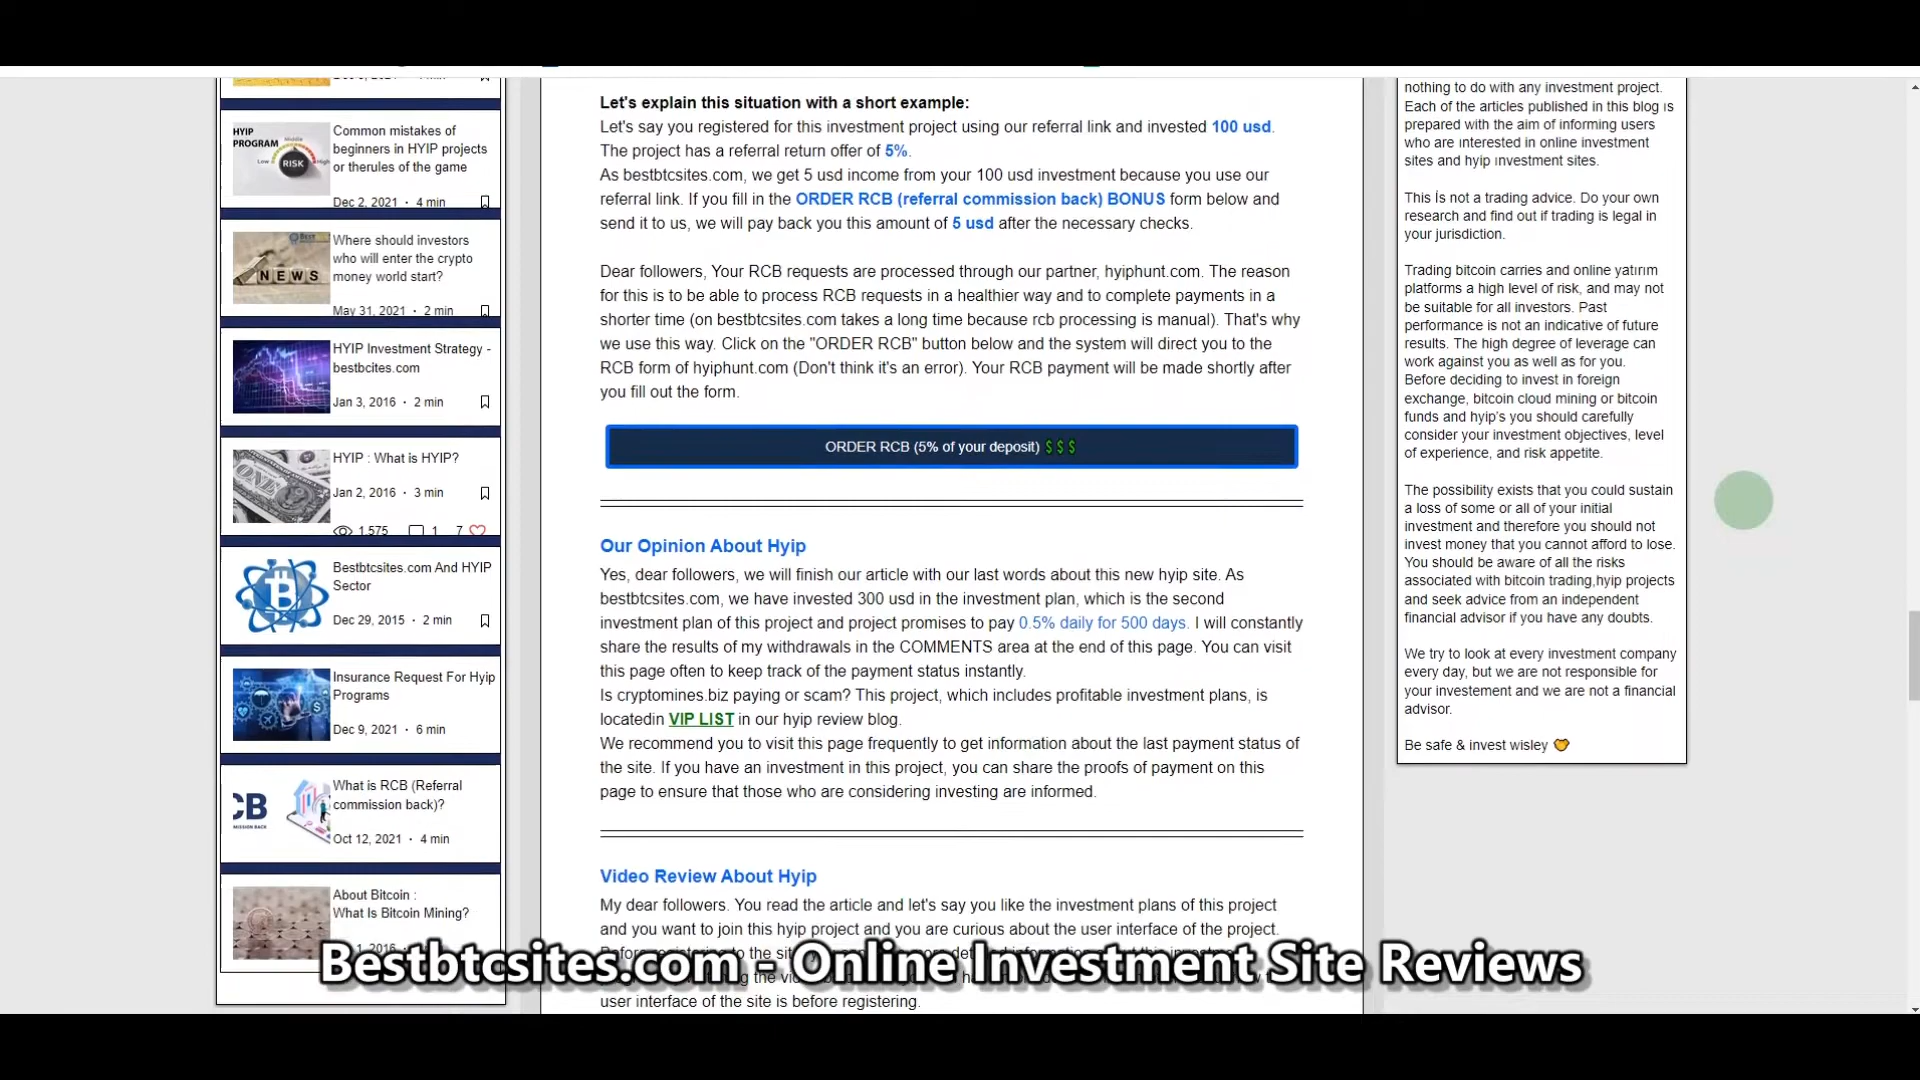 HYIP
PROGRAM
Low
High
RISK
Common mistakes of
beginners in HYIP projects
or therules of the game
Dec 2, 2021 · 4 min
NEWS
Where should investors
who will enter the crypto
money world start?
May 31, 2021 · 2 min
HYIP Investment Strategy -
bestbcites.com
Jan 3, 2016 · 2 min
ONE
HYIP : What is HYIP?
Jan 2, 2016 · 3 min
1,575 1 7
Bestbtcsites.com And HYIP
Sector
Dec 29, 2015 · 2 min
Insurance Request For Hyip
Programs
Dec 9, 2021 · 6 min
CB
MISSION BACK
What is RCB (Referral
commission back)?
Oct 12, 2021 · 4 min
About Bitcoin :
What Is Bitcoin Mining?
Let's explain this situation with a short example:
Let's say you registered for this investment project using our referral link and invested 100 usd.
The project has a referral return offer of 5%.
As bestbtcsites.com, we get 5 usd income from your 100 usd investment because you use our
referral link. If you fill in the ORDER RCB (referral commission back) BONUS form below and
send it to us, we will pay back you this amount of 5 usd after the necessary checks.
Dear followers, Your RCB requests are processed through our partner, hyiphunt.com. The reason
for this is to be able to process RCB requests in a healthier way and to complete payments in a
shorter time (on bestbtcsites.com takes a long time because rcb processing is manual). That's why
we use this way. Click on the "ORDER RCB" button below and the system will direct you to the
RCB form of hyiphunt.com (Don't think it's an error). Your RCB payment will be made shortly after
you fill out the form.
ORDER RCB (5% of your deposit) $ $ $
Our Opinion About Hyip
Yes, dear followers, we will finish our article with our last words about this new hyip site. As
bestbtcsites.com, we have invested 300 usd in the investment plan, which is the second
investment plan of this project and project promises to pay 0.5% daily for 500 days. I will constantly
share the results of my withdrawals in the COMMENTS area at the end of this page. You can visit
this page often to keep track of the payment status instantly.
Is cryptomines.biz paying or scam? This project, which includes profitable investment plans, is
locatedin VIP LIST in our hyip review blog.
We recommend you to visit this page frequently to get information about the last payment status of
the site. If you have an investment in this project, you can share the proofs of payment on this
page to ensure that those who are considering investing are informed.
Video Review About Hyip
My dear followers. You read the article and let's say you like the investment plans of this project
and you want to join this hyip project and you are curious about the user interface of the project.
user interface of the site is before registering.
nothing to do with any investment project.
Each of the articles published in this blog ıs
prepared with the aim of informing users
who are ınterested in online investment
sites and hyip ınvestment sites.
This İs not a trading advice. Do your own
research and find out if trading is legal in
your jurisdiction.
Trading bitcoin carries and online yatırım
platforms a high level of risk, and may not
be suitable for all investors. Past
performance is not an indicative of future
results. The high degree of leverage can
work against you as well as for you.
Before deciding to invest in foreign
exchange, bitcoin cloud mining or bitcoin
funds and hyip's you should carefully
consider your investment objectives, level
of experience, and risk appetite.
The possibility exists that you could sustain
a loss of some or all of your initial
investment and therefore you should not
invest money that you cannot afford to lose.
You should be aware of all the risks
associated with bitcoin trading,hyip projects
and seek advice from an independent
financial advisor if you have any doubts.
We try to look at every investment company
every day, but we are not responsible for
your investement and we are not a financial
advisor.
Be safe & invest wisley
Bestbtcsites.com - Online Investment Site Reviews